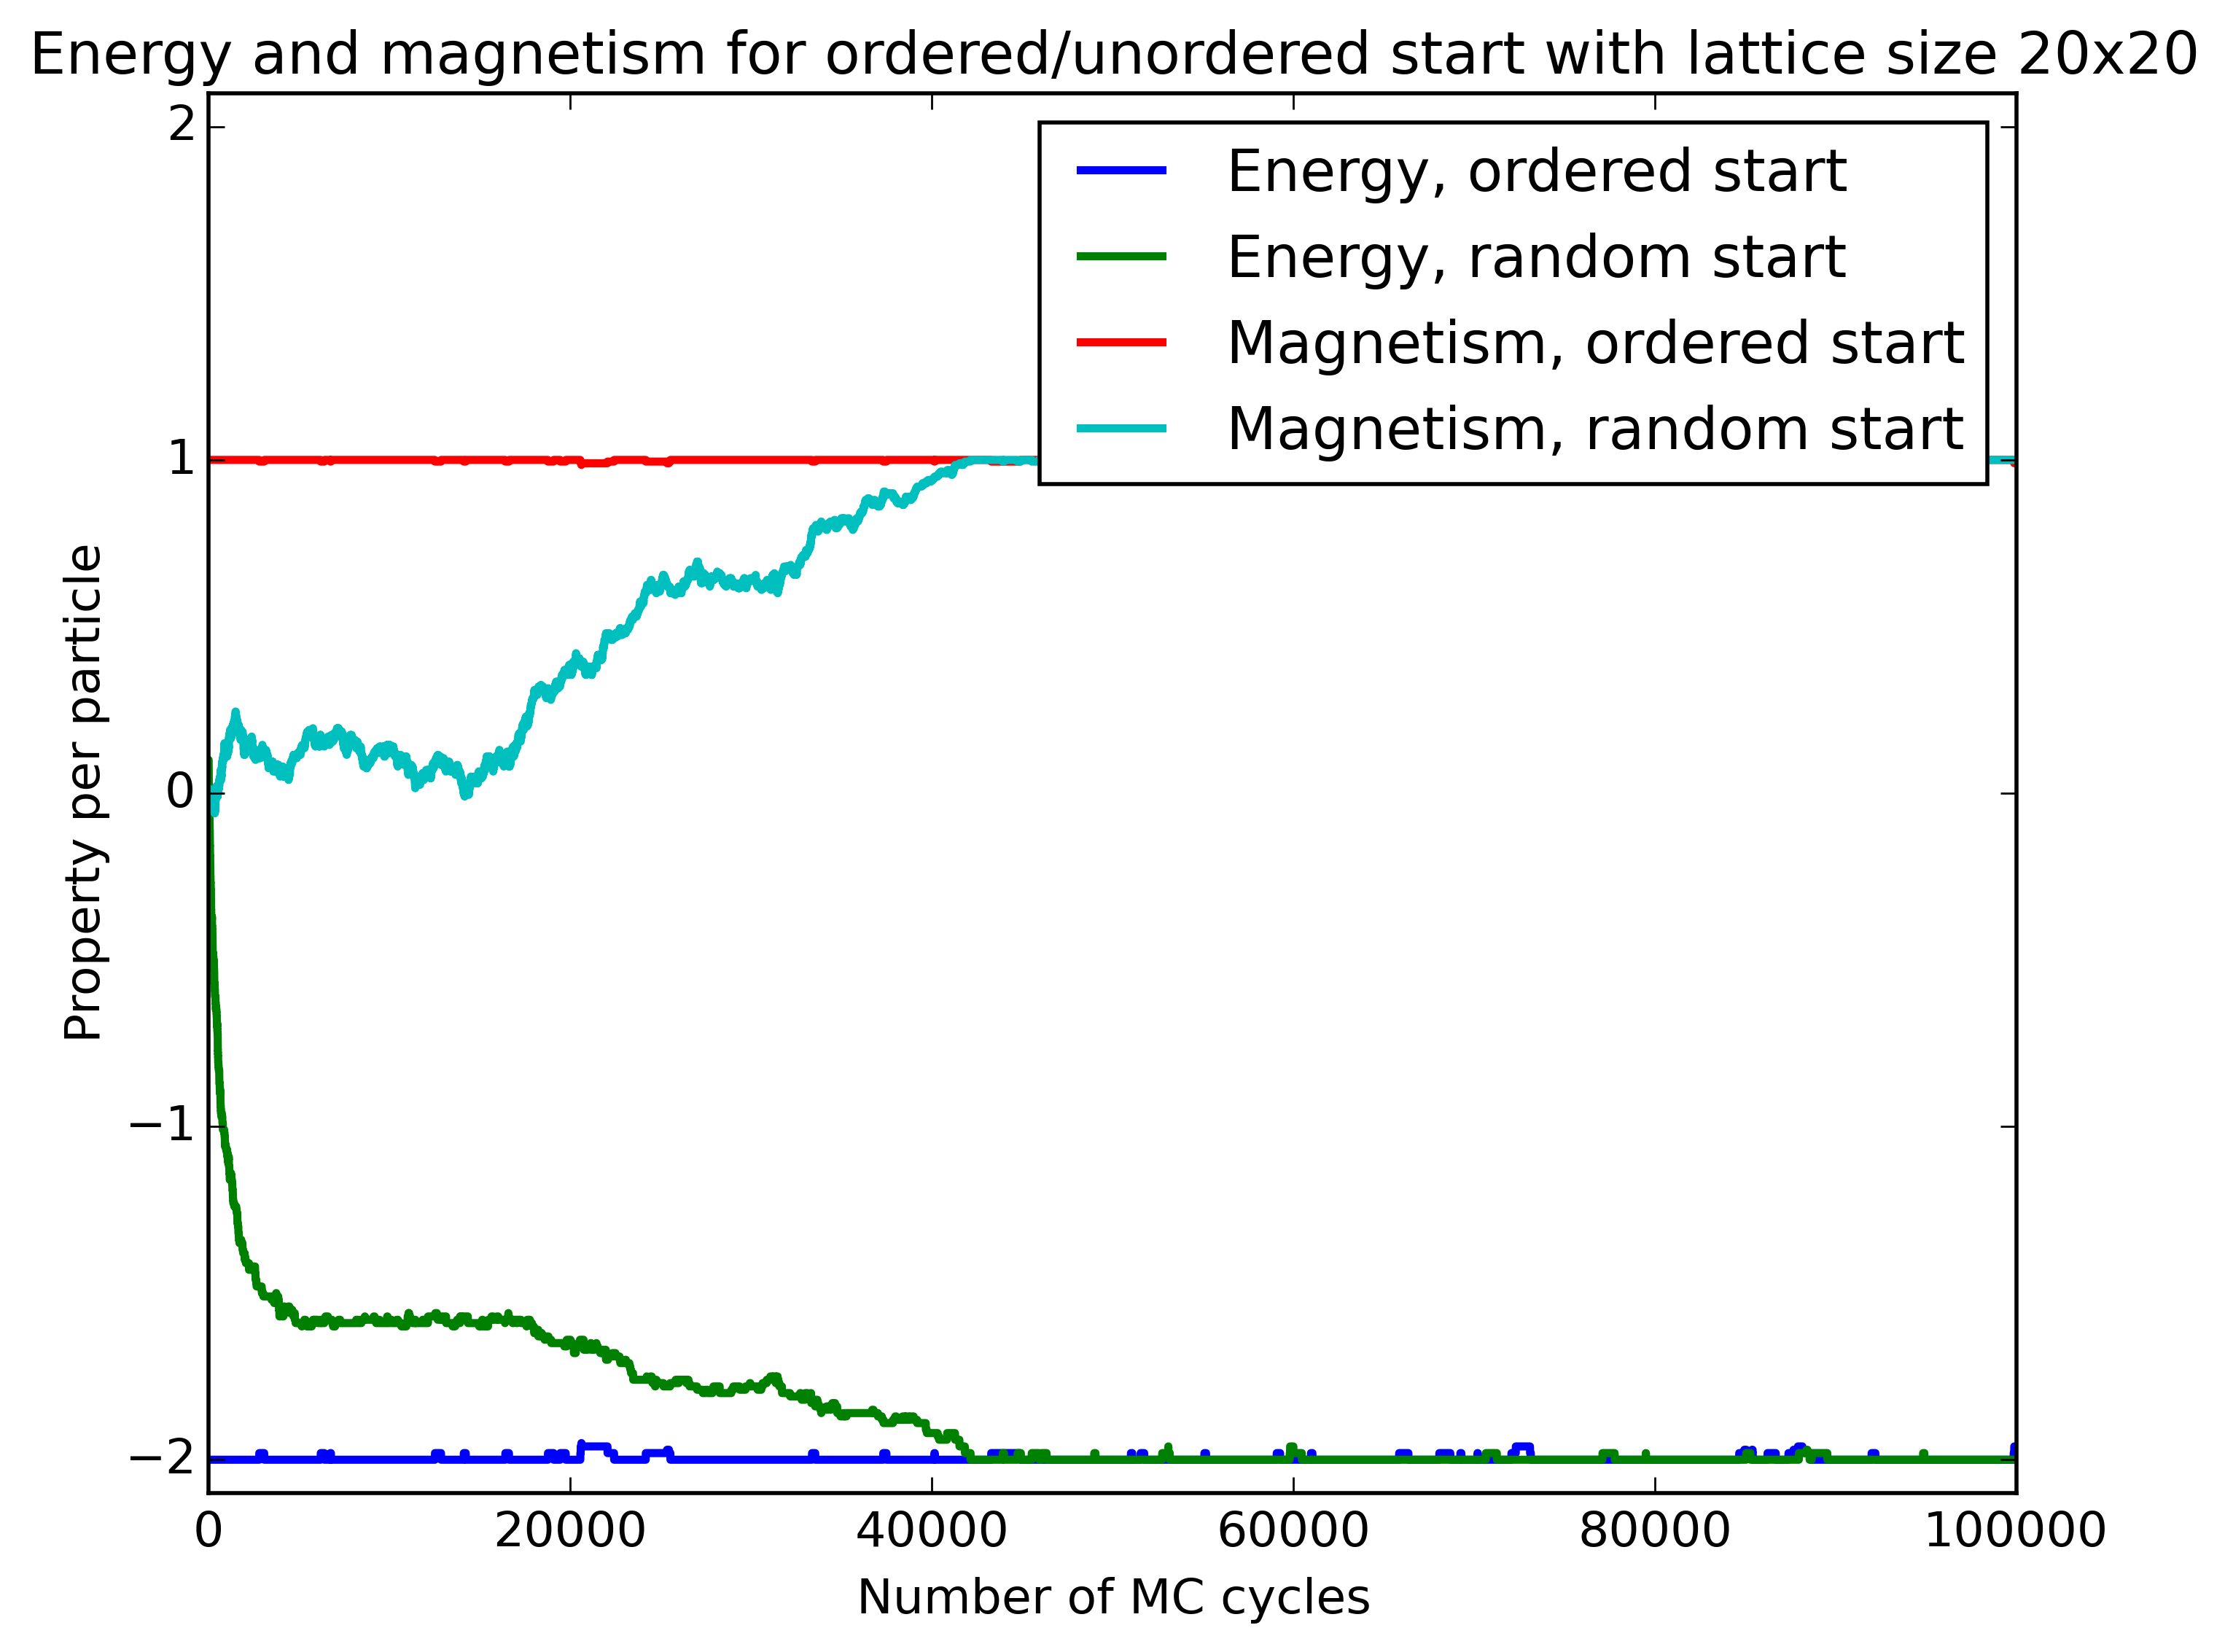 Energy and magnetism for ordered/unordered start with lattice size 20x20
2
1
0
−1
−2
Property per particle
Energy, ordered start
Energy, random start
Magnetism, ordered start
Magnetism, random start
0 20000 40000 60000 80000 100000
Number of MC cycles